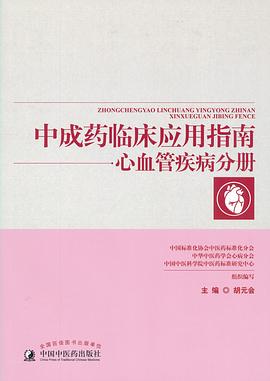 ZHONGCHENGYAO LINCHUANG YINGYONG ZHINAN
XINXUEGUAN JIBING FENCE
中成药临床应用指南
心血管疾病分册
中国标准化协会中医药标准化分会
中华中医药学会心病分会
中国中医科学院中医药标准研究中心
组织编写
主 编◎胡元会
全国百佳图书出版单位
中国中医药出版社
China Press of Traditional Chinese Medicine